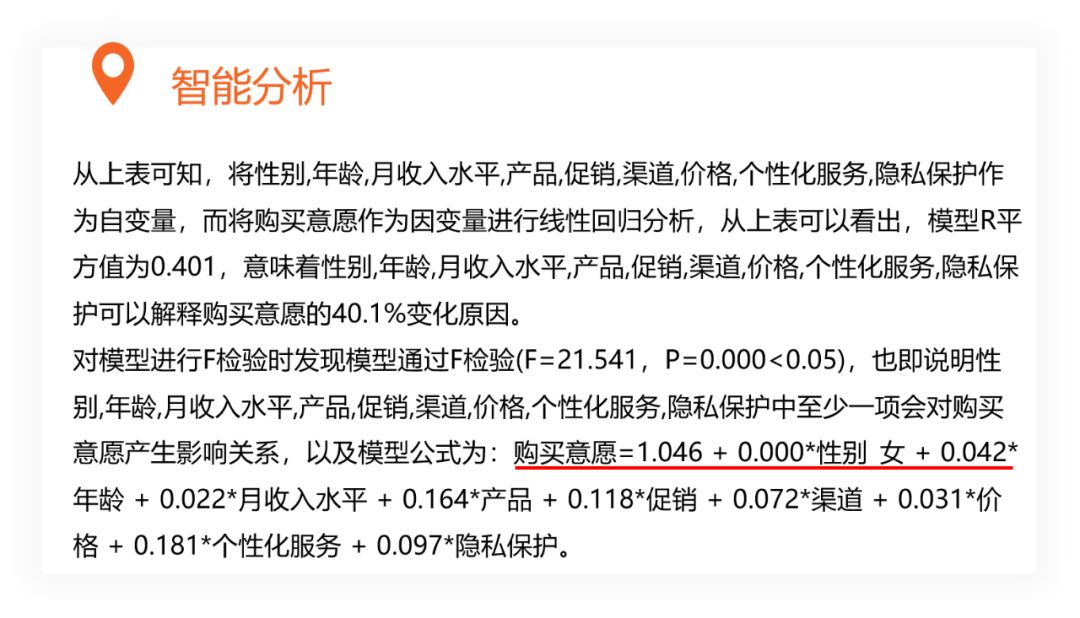 智能分析
从上表可知，将性别,年龄,月收入水平,产品,促销,渠道,价格,个性化服务,隐私保护作
为自变量，而将购买意愿作为因变量进行线性回归分析，从上表可以看出，模型R平
方值为0.401，意味着性别,年龄,月收入水平,产品,促销,渠道,价格,个性化服务,隐私保
护可以解释购买意愿的40.1%变化原因。
对模型进行F检验时发现模型通过F检验(F=21.541，P=0.000<0.05)，也即说明性
别,年龄,月收入水平,产品,促销,渠道,价格,个性化服务,隐私保护中至少一项会对购买
意愿产生影响关系，以及模型公式为：购买意愿=1.046 + 0.000*性别 女 + 0.042*
年龄 + 0.022*月收入水平 + 0.164*产品 + 0.118*促销 + 0.072*渠道 + 0.031*价
格 + 0.181*个性化服务 + 0.097*隐私保护。